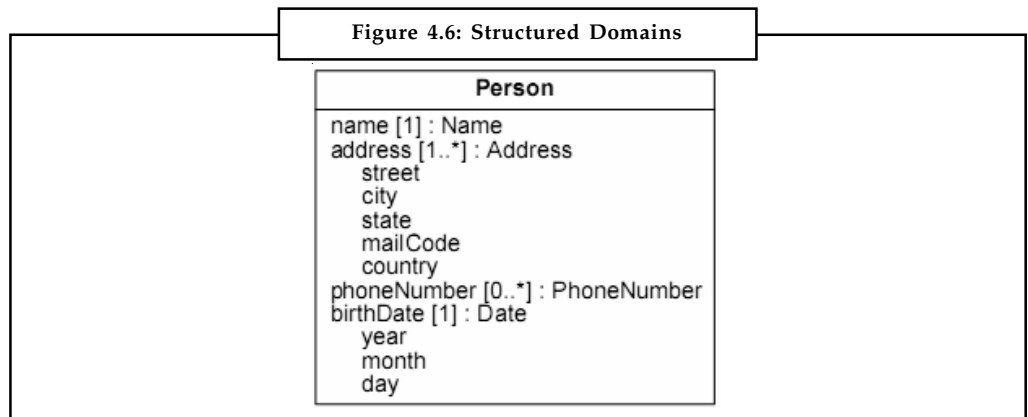 Figure 4.6: Structured Domains
Person
name [1] : Name
address [1..*] : Address
street
city
state
mailCode
country
phoneNumber [0..*] : PhoneNumber
birthDate [1] : Date
year
month
day